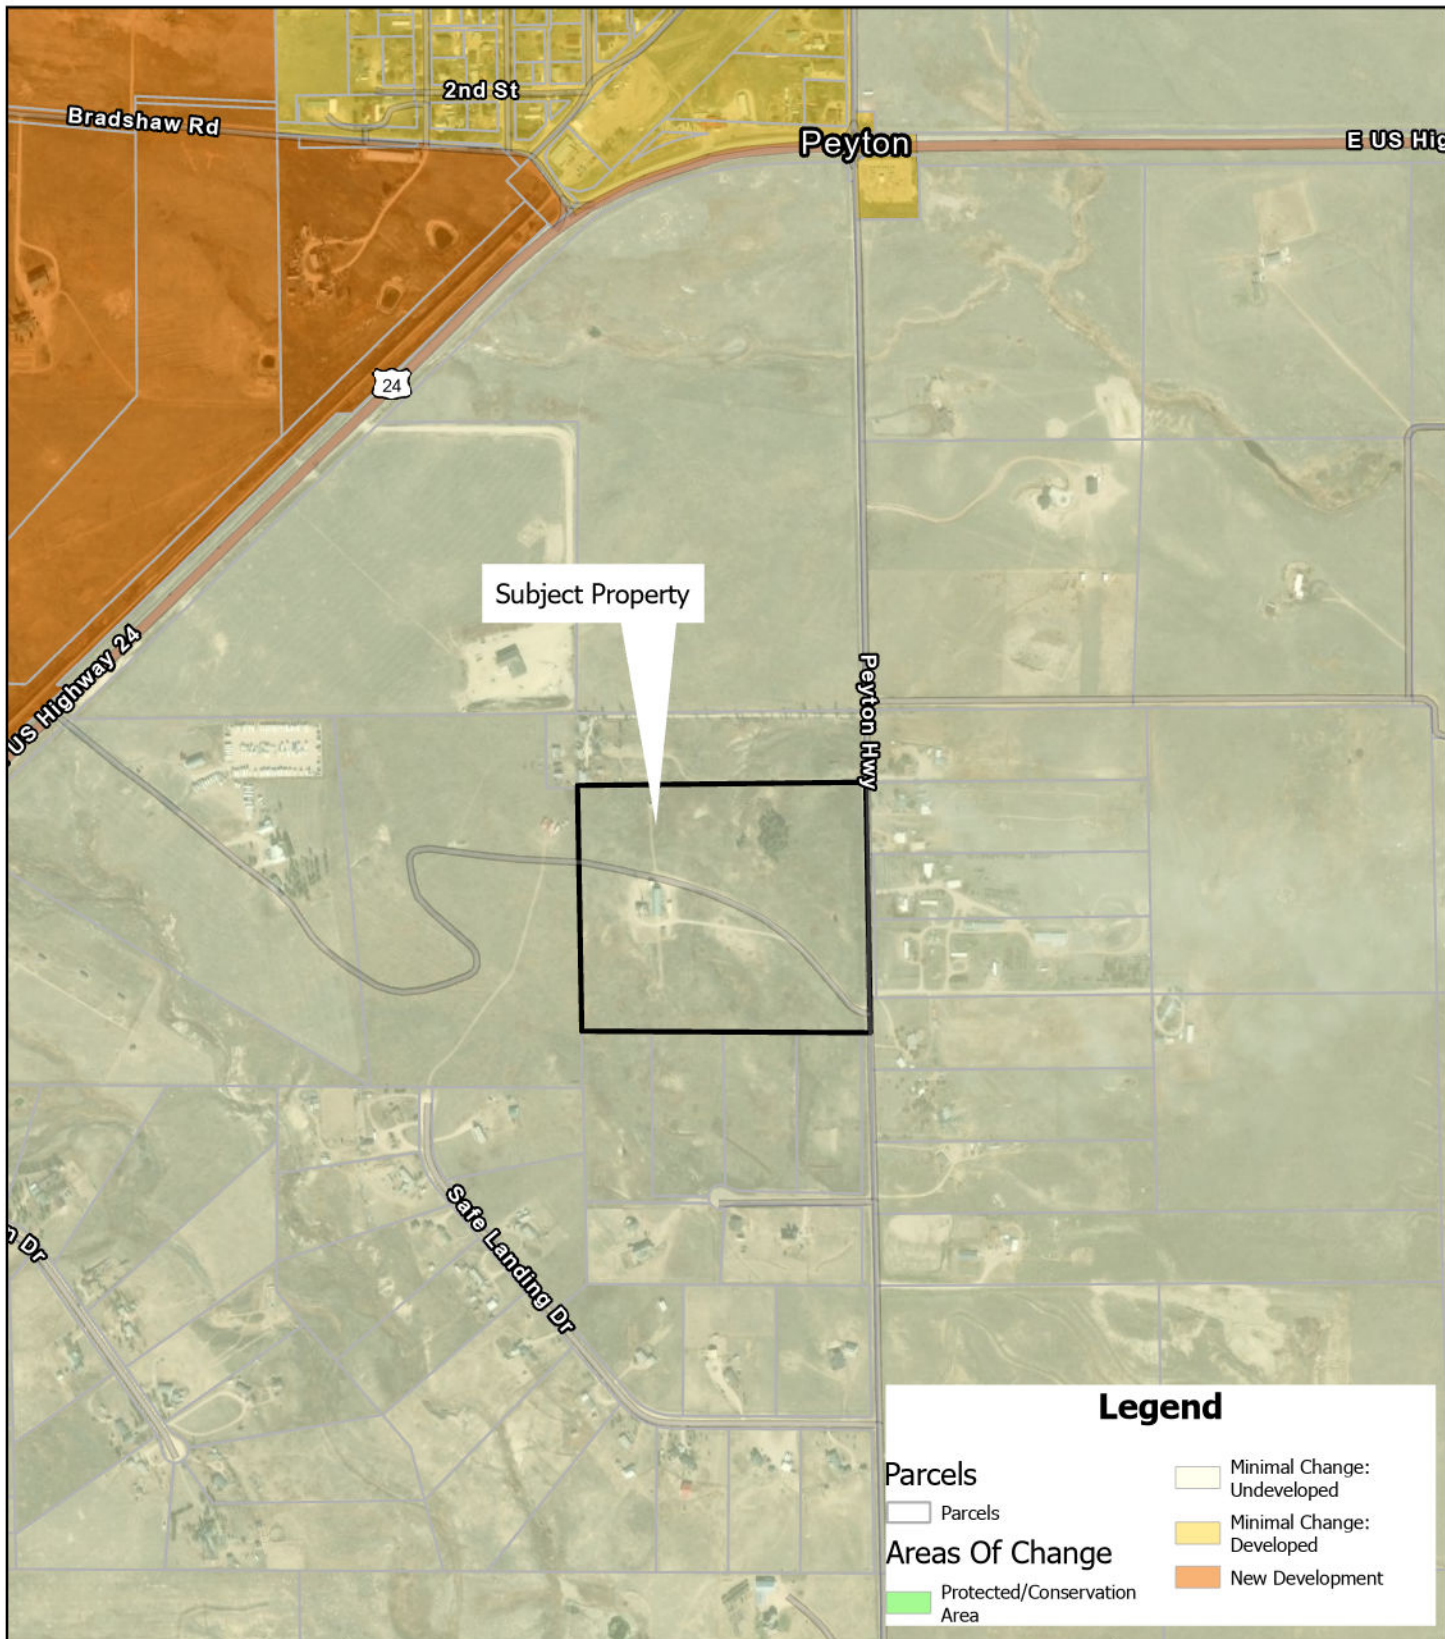 2nd St
Bradshaw Rd
Peyton
E US Hig
24
Subject Property
US Highway 24
Peyton Hwy
Safe Landing Dr
n Dr
Legend
Parcels
Parcels
Areas Of Change
Protected/Conservation
Area
Minimal Change:
Undeveloped
Minimal Change:
Developed
New Development